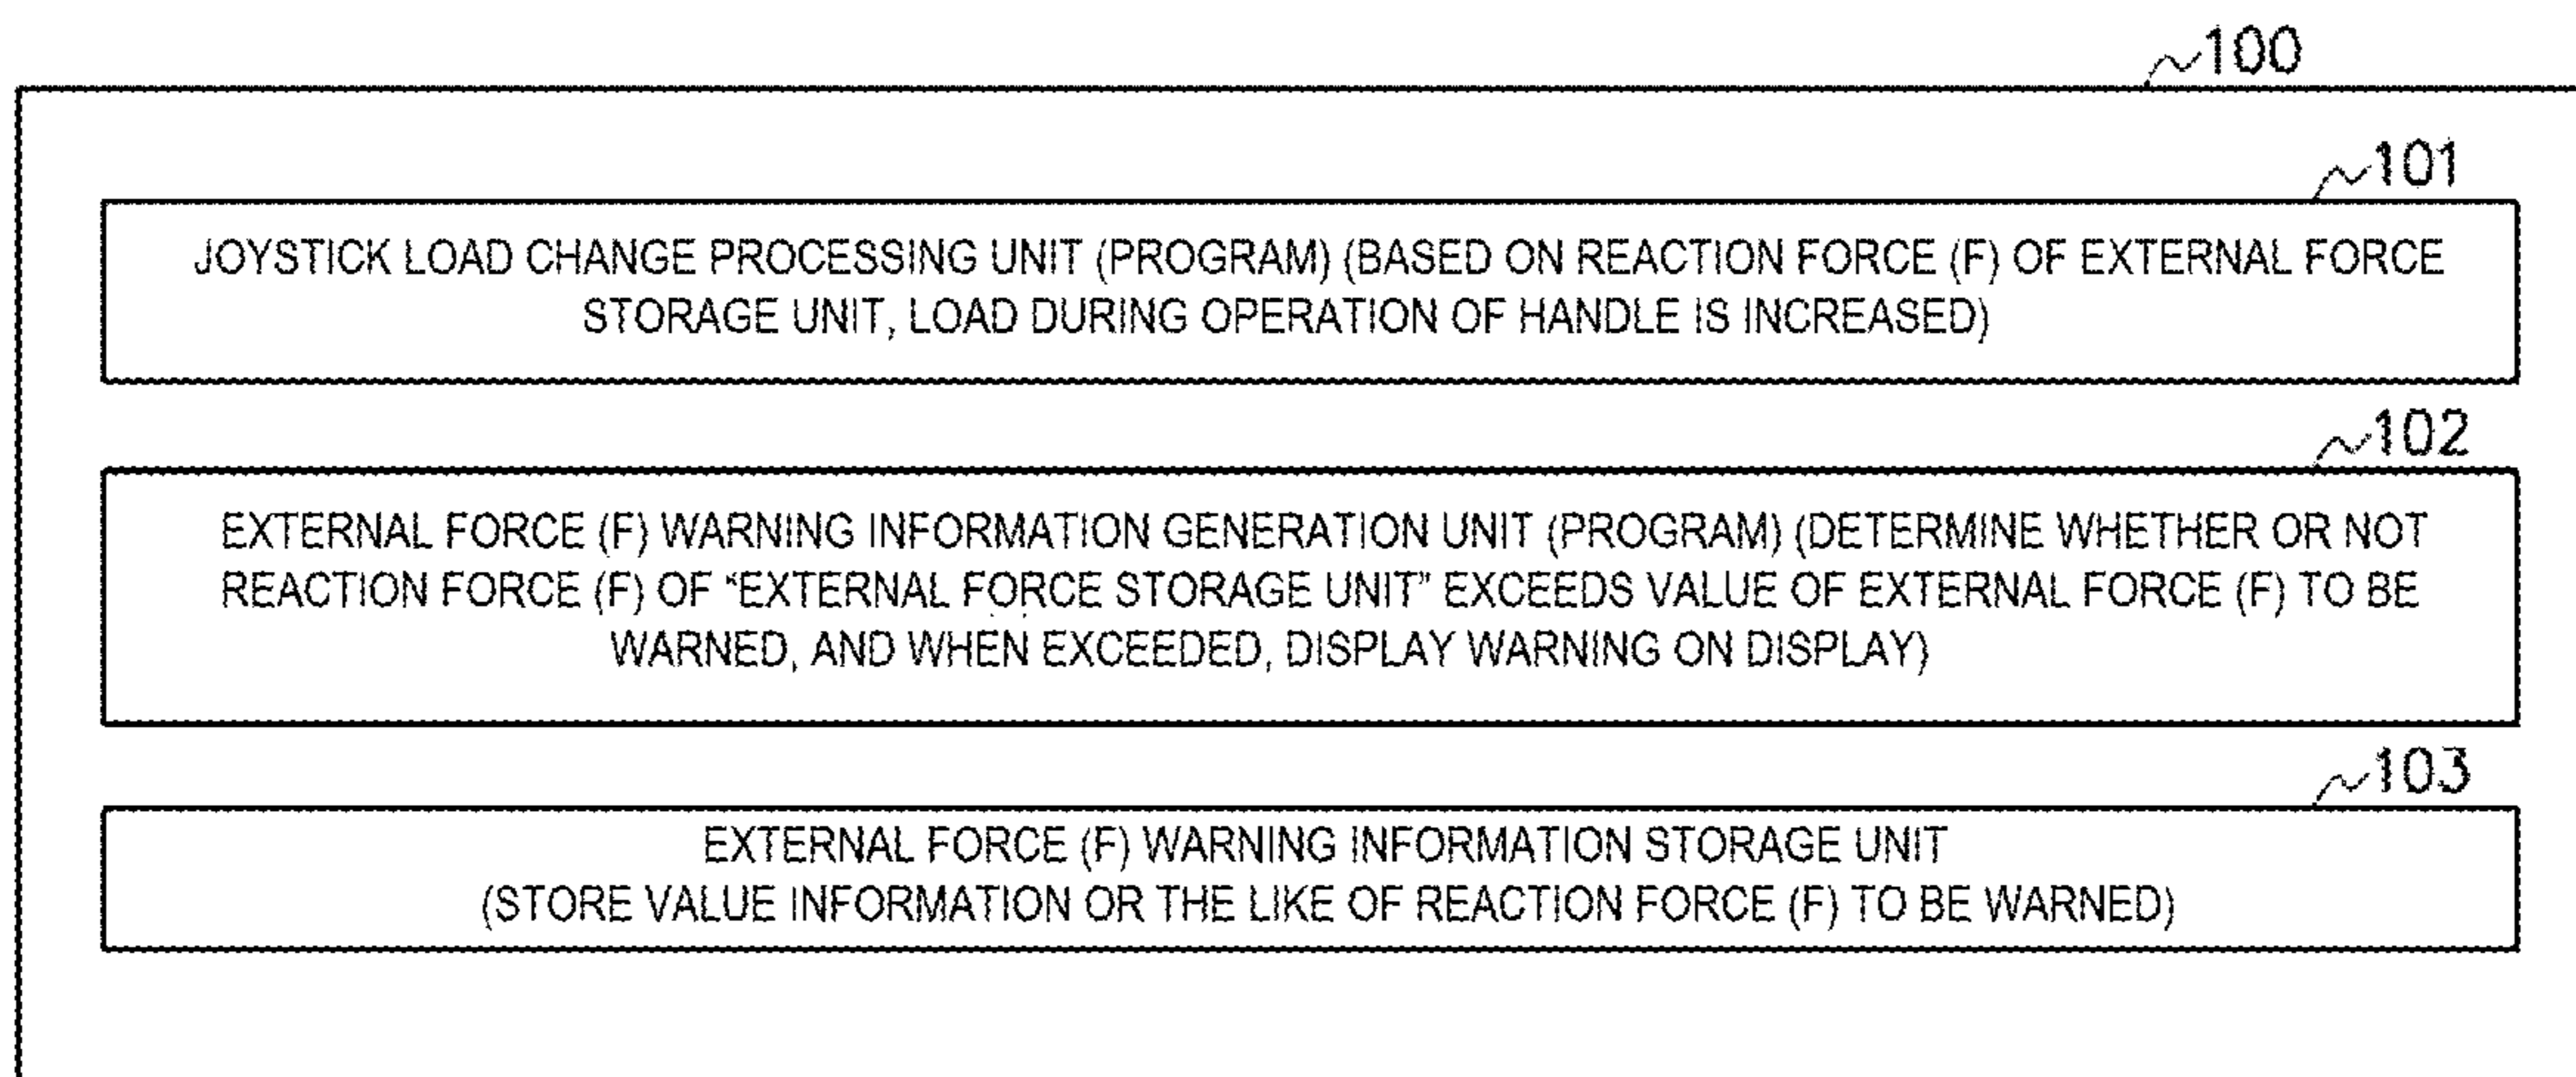 100
101
JOYSTICK LOAD CHANGE PROCESSING UNIT (PROGRAM) (BASED ON REACTION FORCE (F) OF EXTERNAL FORCE
STORAGE UNIT, LOAD DURING OPERATION OF HANDLE IS INCREASED)
102
EXTERNAL FORCE (F) WARNING INFORMATION GENERATION UNIT (PROGRAM) (DETERMINE WHETHER OR NOT
REACTION FORCE (F) OF “EXTERNAL FORCE STORAGE UNIT” EXCEEDS VALUE OF EXTERNAL FORCE (F) TO BE
WARNED, AND WHEN EXCEEDED, DISPLAY WARNING ON DISPLAY)
103
EXTERNAL FORCE (F) WARNING INFORMATION STORAGE UNIT
(STORE VALUE INFORMATION OR THE LIKE OF REACTION FORCE (F) TO BE WARNED)